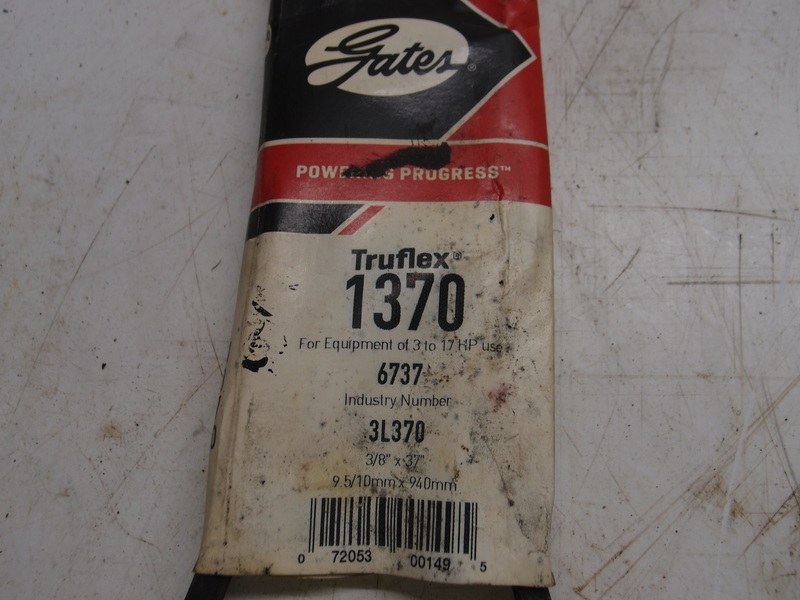 Gates®
POWERING PROGRESS™
Truflex®
1370
For Equipment of 3 to 17 HP use
6737
Industry Number
3L370
3/8" x 37"
9.5/10mm x 940mm
0 72053 00149 5